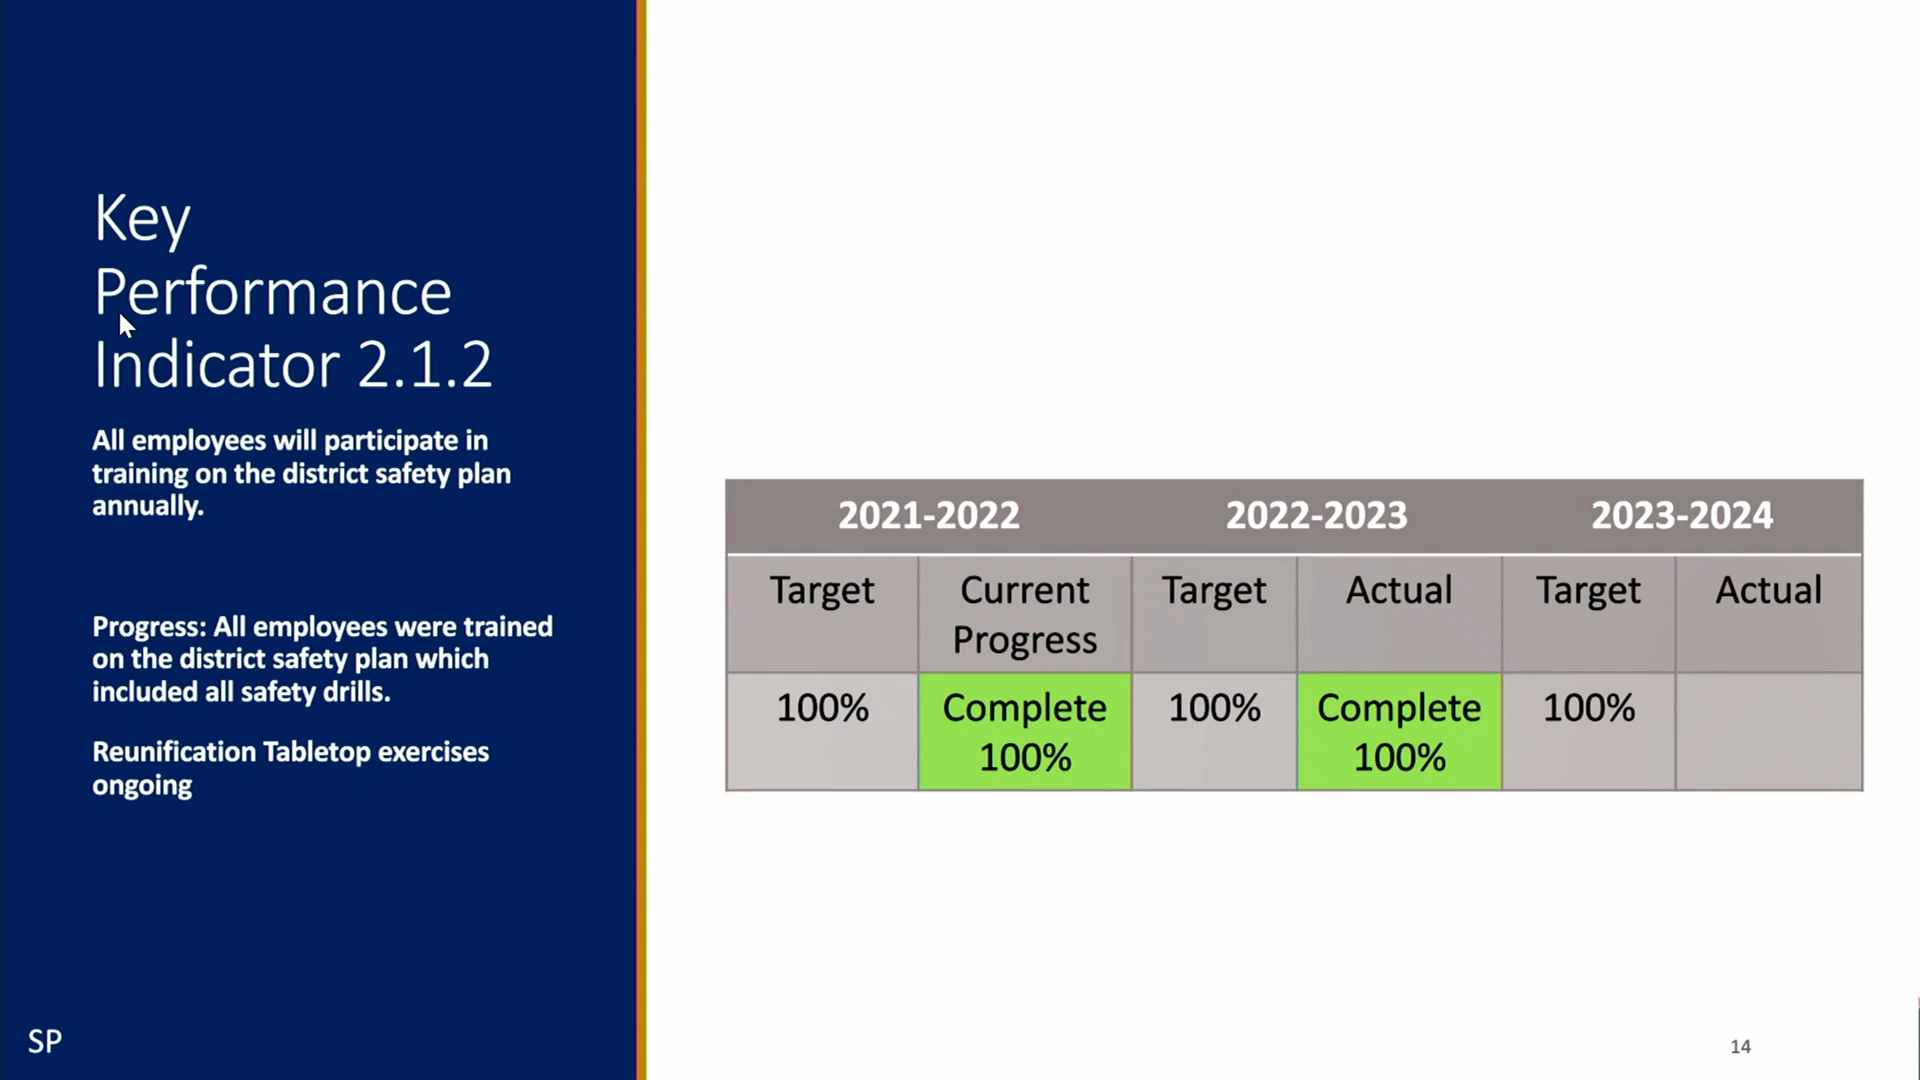 Key
Performance
Indicator 2.1.2
All employees will participate in
training on the district safety plan
annually.
Progress: All employees were trained
on the district safety plan which
included all safety drills.
Reunification Tabletop exercises
ongoing
SP
2021-2022 2022-2023 2023-2024
Target Current Progress Target Actual Target Actual
100% Complete 100% 100% Complete 100% 100%
14